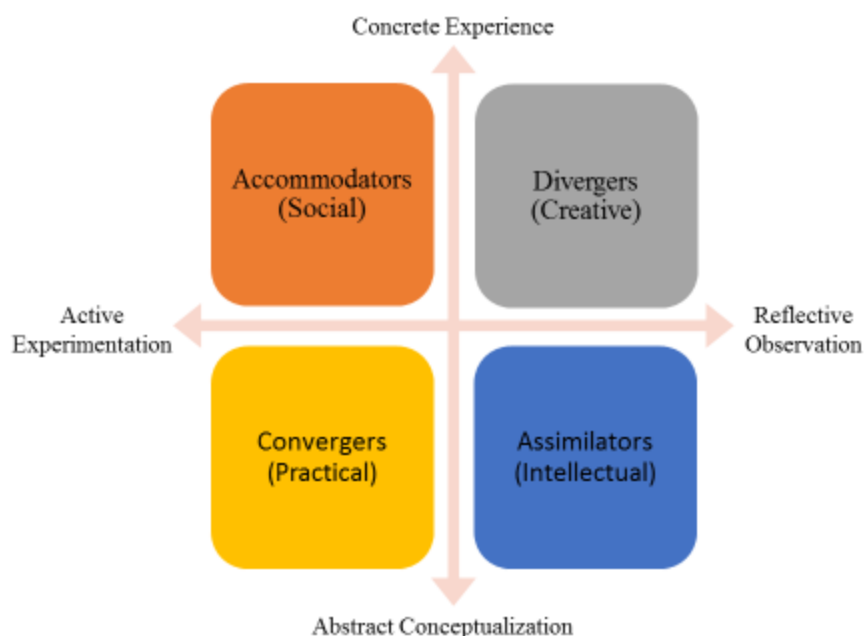 Concrete Experience
Accommodators
(Social)
Divergers
(Creative)
Active
Experimentation
Reflective
Observation
Convergers
(Practical)
Assimilators
(Intellectual)
Abstract Conceptualization